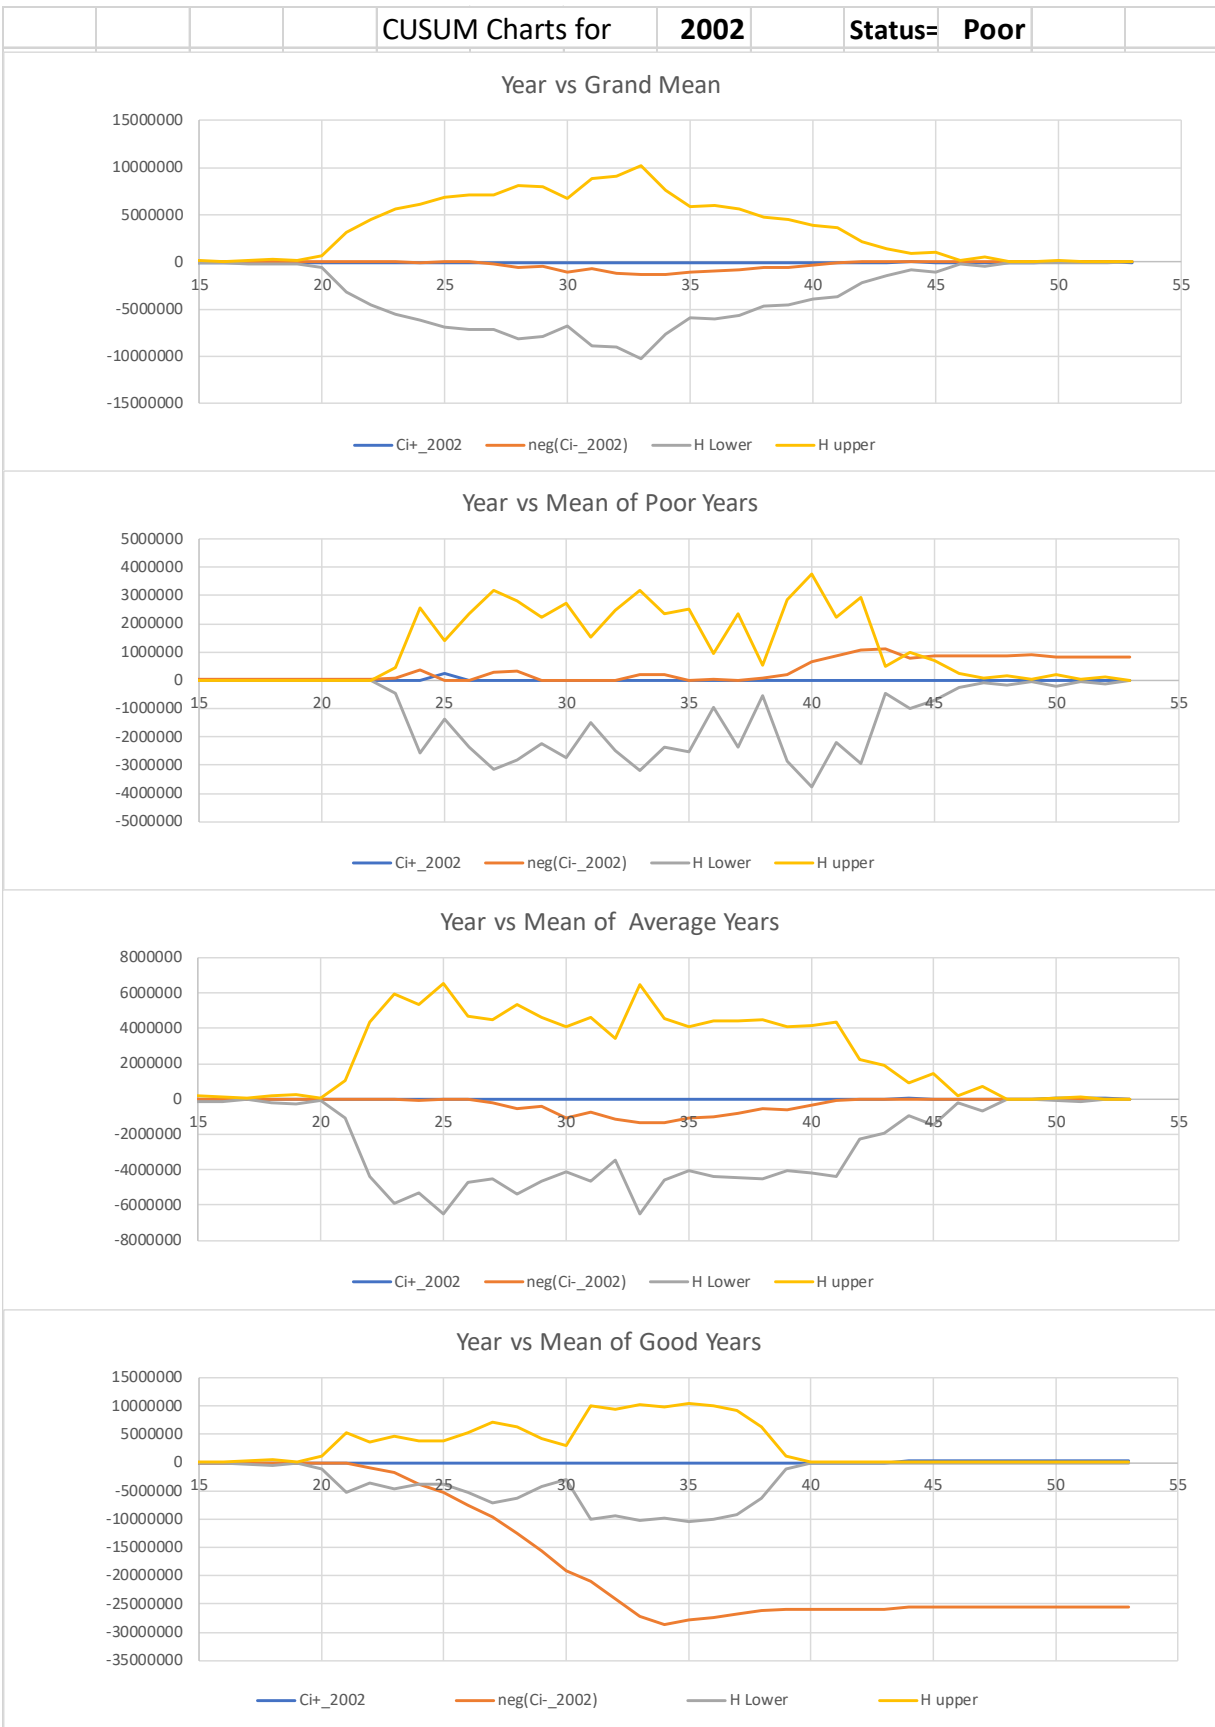 CUSUM Charts for 2002 Status= Poor
Year vs Grand Mean
15000000
10000000
5000000
0
-5000000
-10000000
-15000000
15 20 25 30 35 40 45 50 55
Ci+_2002 neg(Ci-_2002) H Lower H upper
Year vs Mean of Poor Years
5000000
4000000
3000000
2000000
1000000
0
-1000000
-2000000
-3000000
-4000000
-5000000
15 20 25 30 35 40 45 50 55
Ci+_2002 neg(Ci-_2002) H Lower H upper
Year vs Mean of  Average Years
8000000
6000000
4000000
2000000
0
-2000000
-4000000
-6000000
-8000000
15 20 25 30 35 40 45 50 55
Ci+_2002 neg(Ci-_2002) H Lower H upper
Year vs Mean of Good Years
15000000
10000000
5000000
0
-5000000
-10000000
-15000000
-20000000
-25000000
-30000000
-35000000
15 20 25 30 35 40 45 50 55
Ci+_2002 neg(Ci-_2002) H Lower H upper